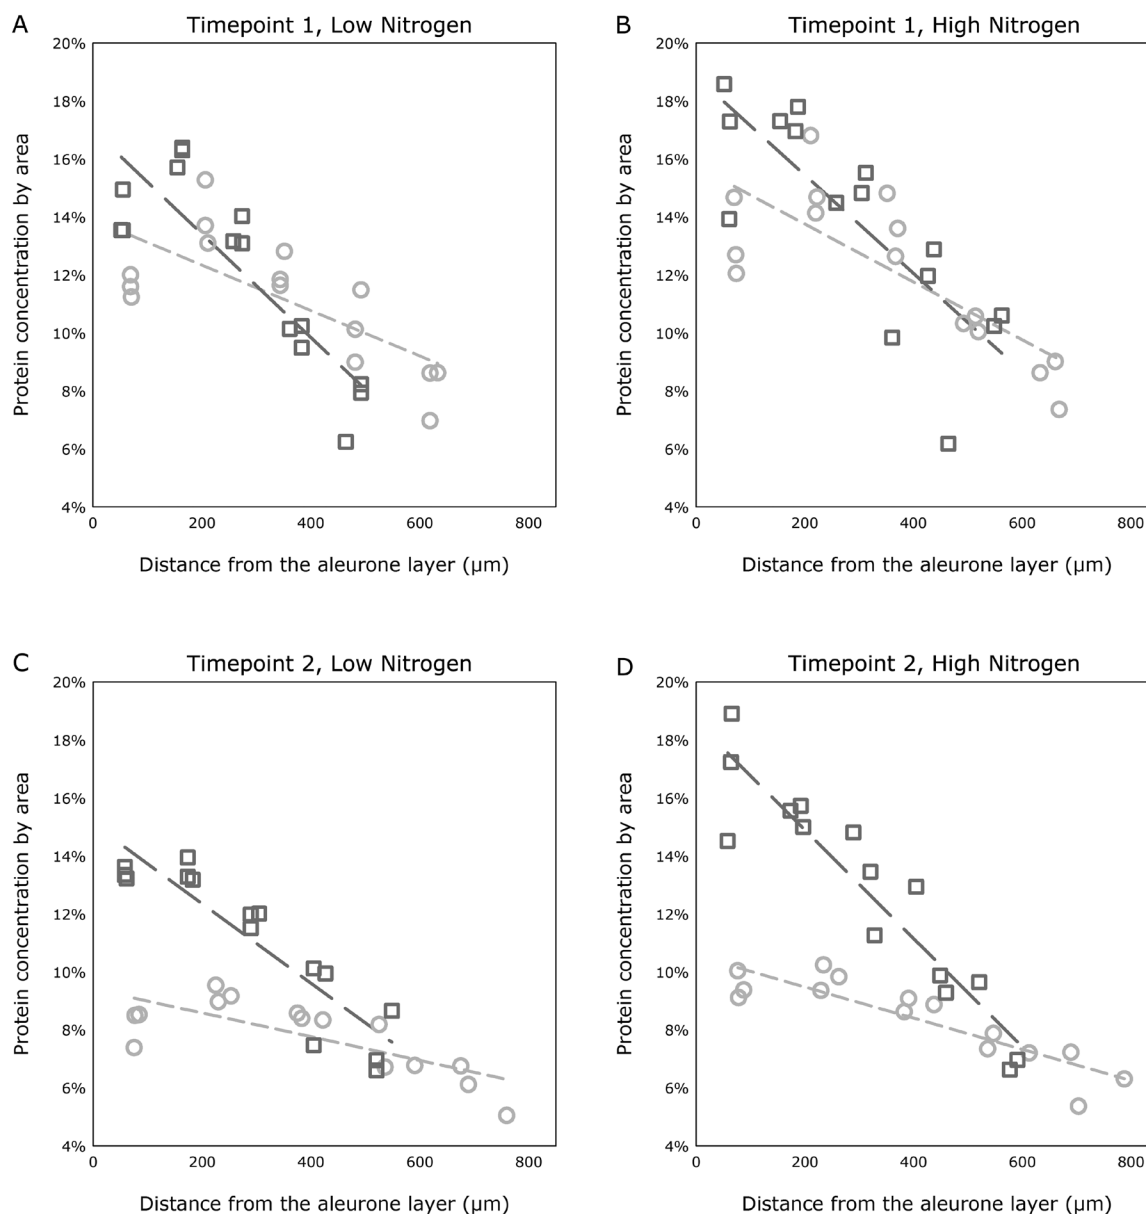 A
Timepoint 1, Low Nitrogen
20%
18%
16%
14%
12%
10%
8%
6%
4%
Protein concentration by area
0 200 400 600 800
Distance from the aleurone layer (µm)
B
Timepoint 1, High Nitrogen
20%
18%
16%
14%
12%
10%
8%
6%
4%
Protein concentration by area
0 200 400 600 800
Distance from the aleurone layer (µm)
C
Timepoint 2, Low Nitrogen
20%
18%
16%
14%
12%
10%
8%
6%
4%
Protein concentration by area
0 200 400 600 800
Distance from the aleurone layer (µm)
D
Timepoint 2, High Nitrogen
20%
18%
16%
14%
12%
10%
8%
6%
4%
Protein concentration by area
0 200 400 600 800
Distance from the aleurone layer (µm)